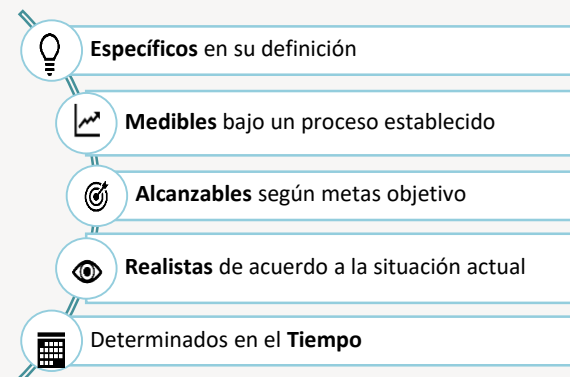 Específicos en su definición
Medibles bajo un proceso establecido
Alcanzables según metas objetivo
Realistas de acuerdo a la situación actual
Determinados en el Tiempo